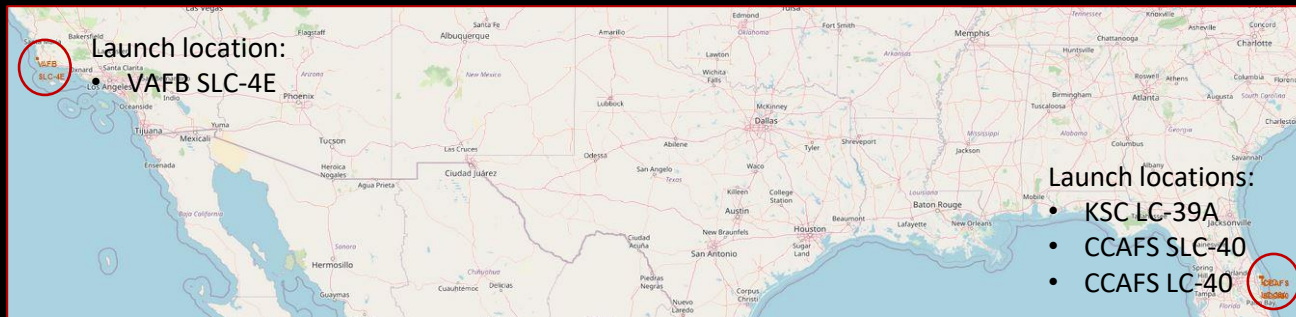 Las Vegas
Santa Fe
Edmond
Tulsa
Fort Smith
Tennessee
Knoxville
Asheville
Concord
Charlotte
Bakersfield
Flagstaff
Albuquerque
Amarillo
Oklahoma
Memphis
Chattanooga
Huntsville
Launch location:
• VAFB SLC-4E
VAFB
SLC-4E
Oxnard
Santa Clarita
Los Angeles
Indio
Oceanside
Arizona
Phoenix
New Mexico
Lawton
Wichita
Falls
Arkansas
Roswell
Athens
Columbia
Atlanta
Birmingham
Tuscaloosa
Augusta
South Carolina
Lubbock
McKinney
Dallas
Mississippi
Alabama
Georgia
Charleston
Tijuana
Mexicali
Yuma
Tucson
Las Cruces
Abilene
Tyler
Shreveport
Jackson
Columbus
Savannah
Ensenada
Heroica
Nogales
Agua Prieta
Ciudad Juárez
Odessa
San Angelo
Texas
Waco
Albany
Launch locations:
• KSC LC-39A
• CCAFS SLC-40
• CCAFS LC-40
Killeen
College
Station
Louisiana
Baton Rouge
Mobile
Jacksonville
Baja California
Austin
Beaumont
Lafayette
New Orleans
Sonora
Hermosillo
Ciudad
Acuña
New Braunfels
Houston
Sugar
Land
San Antonio
Spring
Hill
Tampa
Florida
CCAFS
Guaymas
Chihuahua
Cuauhtémoc
Delicias
Piedras
Negras
Nuevo
Laredo
Corpus
Christi